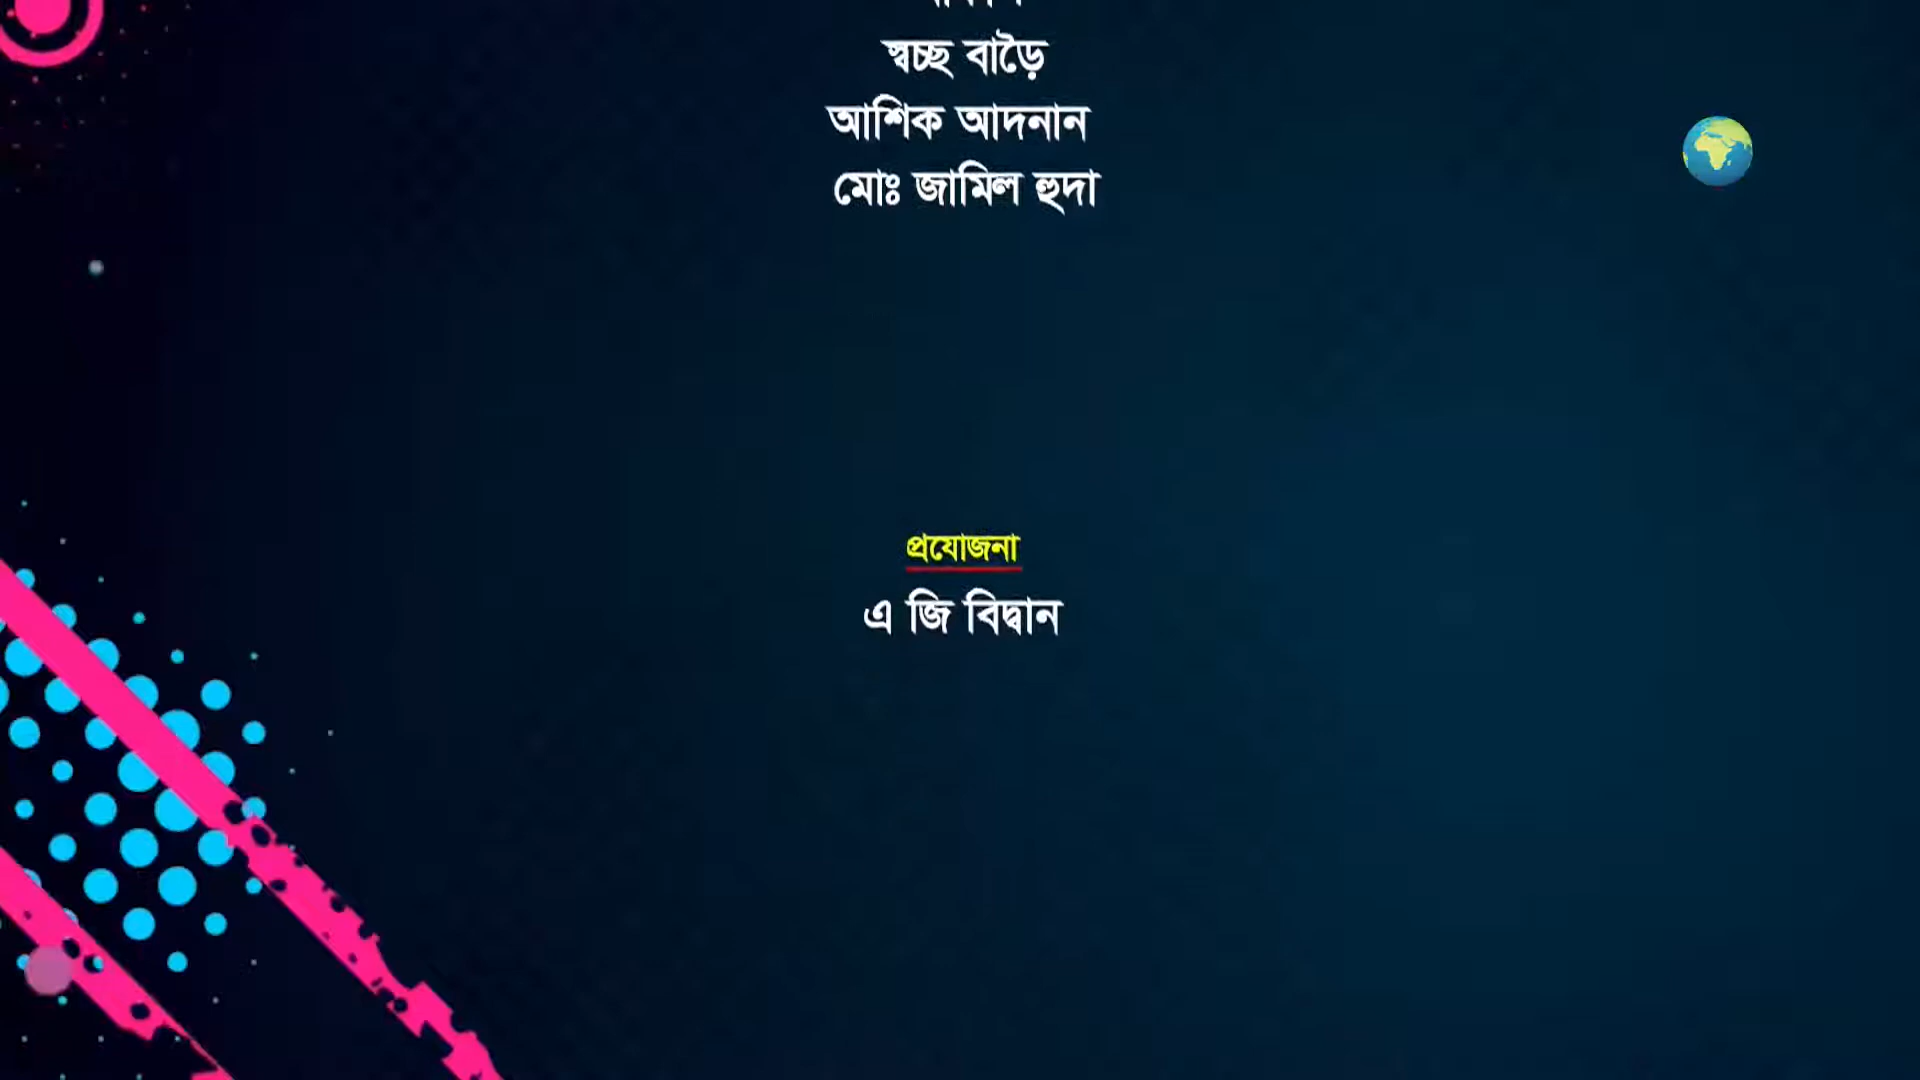 স্বচ্ছ বাড়ৈ
আশিক আদনান
মোঃ জামিল হুদা
প্রযোজনা
এ জি বিদ্বান